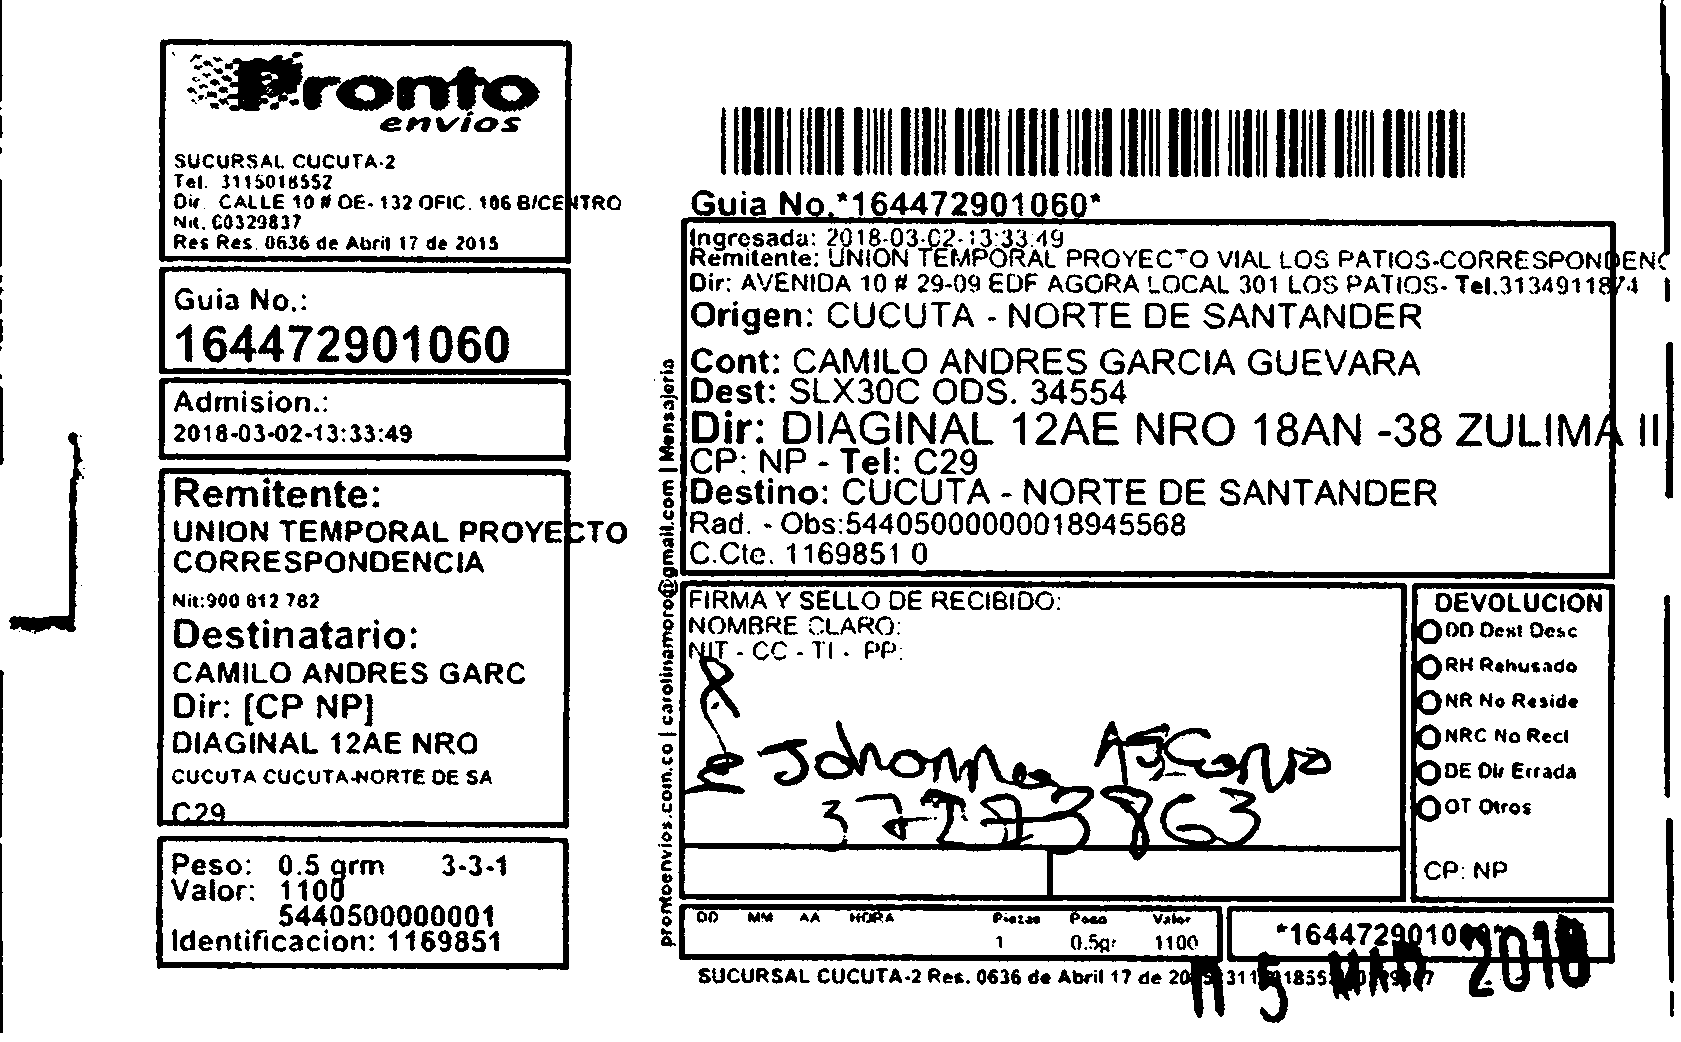 Pronto
envios
SUCURSAL CUCUTA-2
Tel. 3115018552
Dir. CALLE 10 # OE- 132 OFIC. 106 B/CENTRO
Nit. 60329837
Res Res. 0636 de Abril 17 de 2015
Guia No.:
164472901060
Admision.:
2018-03-02-13:33:49
Remitente:
UNION TEMPORAL PROYECTO
CORRESPONDENCIA
Nit:900 812 782
Destinatario:
CAMILO ANDRES GARC
Dir: [CP NP]
DIAGINAL 12AE NRO
CUCUTA CUCUTA-NORTE DE SA
C29
Peso: 0.5 grm 3-3-1
Valor: 1100
5440500000001
Identificacion: 1169851
prontoenvios.com.co | carolinamoro@gmail.com | Mensajeria
Guia No.*164472901060*
Ingresada: 2018-03-02-13:33:49
Remitente: UNION TEMPORAL PROYECTO VIAL LOS PATIOS-CORRESPONDENC
Dir: AVENIDA 10 # 29-09 EDF AGORA LOCAL 301 LOS PATIOS- Tel.3134911874
Origen: CUCUTA - NORTE DE SANTANDER
Cont: CAMILO ANDRES GARCIA GUEVARA
Dest: SLX30C ODS. 34554
Dir: DIAGINAL 12AE NRO 18AN -38 ZULIMA II
CP: NP - Tel: C29
Destino: CUCUTA - NORTE DE SANTANDER
Rad. - Obs:54405000000018945568
C.Cte. 1169851 0
FIRMA Y SELLO DE RECIBIDO:
NOMBRE CLARO:
NIT - CC - TI - PP:
37273863
DEVOLUCION
DD Dest Desc
RH Rehusado
NR No Reside
NRC No Recl
DE Dir Errada
OT Otros
CP: NP
DD MM AA HORA Piezas Peso Valor
1 0.5gr 1100
*164472901060*
SUCURSAL CUCUTA-2 Res. 0636 de Abril 17 de 2015
5 MAR 2018